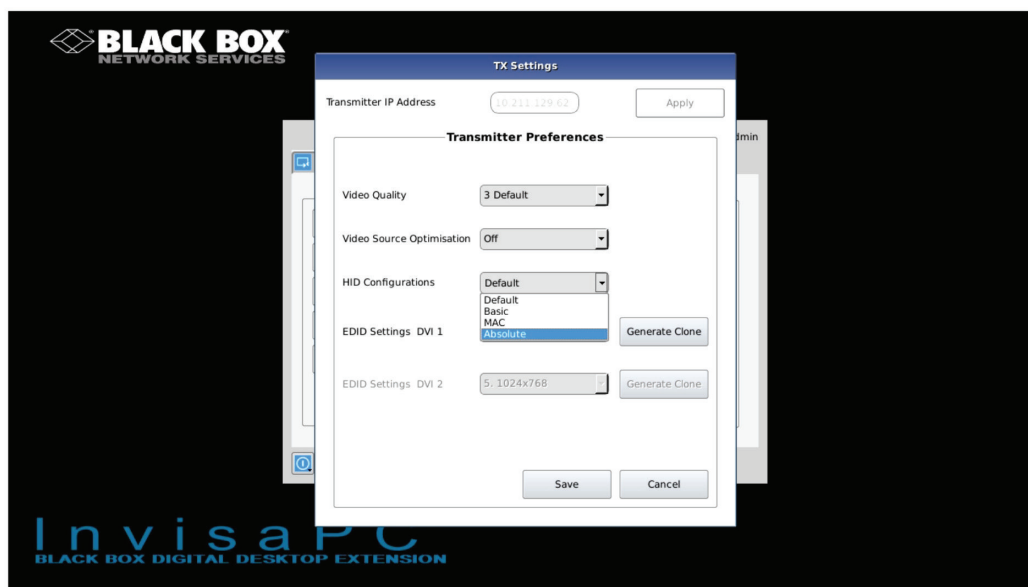 BLACK BOX
NETWORK SERVICES
TX Settings
Transmitter IP Address 10.211.129.62 Apply
Transmitter Preferences
dmin
Video Quality 3 Default
Video Source Optimisation Off
HID Configurations Default
Default
Basic
MAC
Absolute
EDID Settings DVI 1 Generate Clone
EDID Settings DVI 2 5. 1024x768 Generate Clone
Save Cancel
InvisaPC
BLACK BOX DIGITAL DESKTOP EXTENSION